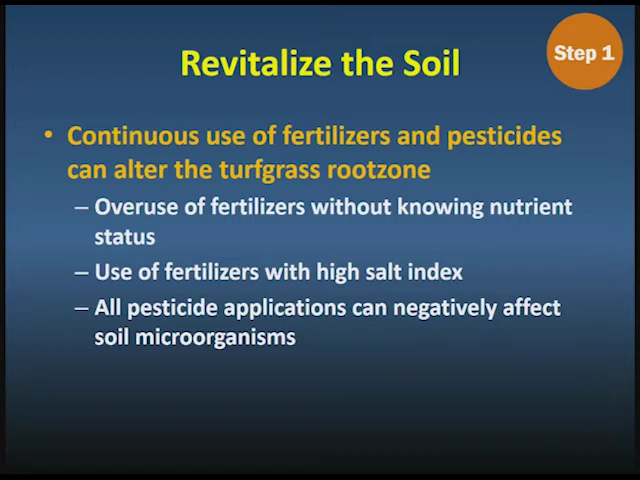 Revitalize the Soil
Step 1
• Continuous use of fertilizers and pesticides
can alter the turfgrass rootzone
– Overuse of fertilizers without knowing nutrient
status
– Use of fertilizers with high salt index
– All pesticide applications can negatively affect
soil microorganisms